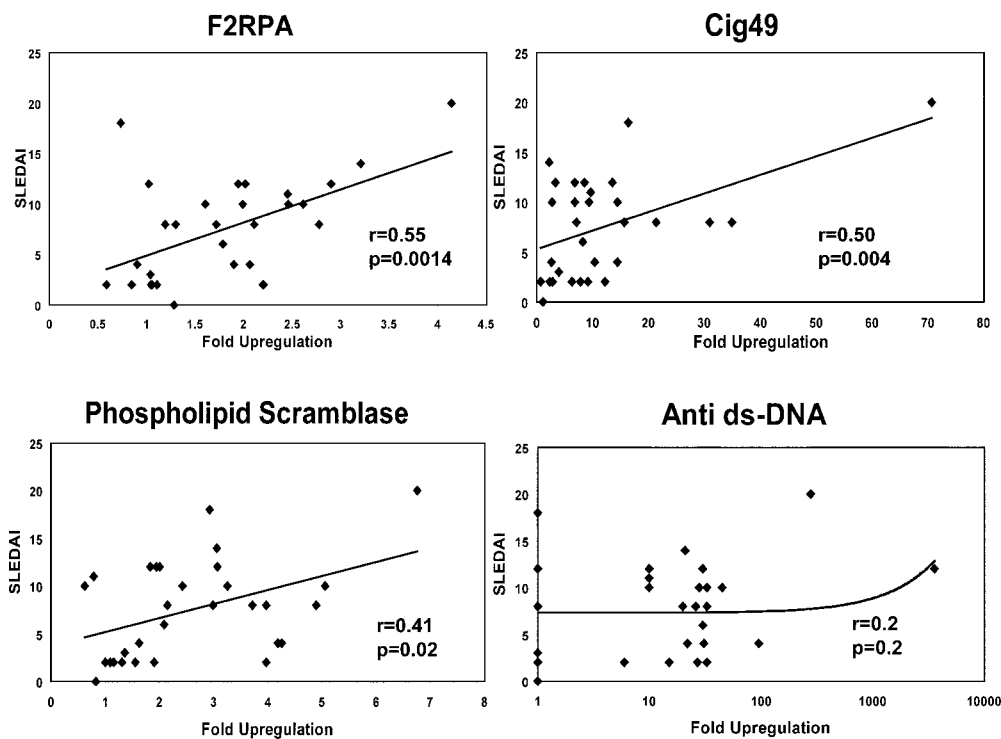 F2RPA
25
20
15
10
5
0
SLEDAI
r=0.55
p=0.0014
0 0.5 1 1.5 2 2.5 3 3.5 4 4.5
Fold Upregulation
Cig49
25
20
15
10
5
0
SLEDAI
r=0.50
p=0.004
0 10 20 30 40 50 60 70 80
Fold Upregulation
Phospholipid Scramblase
25
20
15
10
5
0
SLEDAI
r=0.41
p=0.02
0 1 2 3 4 5 6 7 8
Fold Upregulation
Anti ds-DNA
25
20
15
10
5
0
SLEDAI
r=0.2
p=0.2
1 10 100 1000 10000
Fold Upregulation